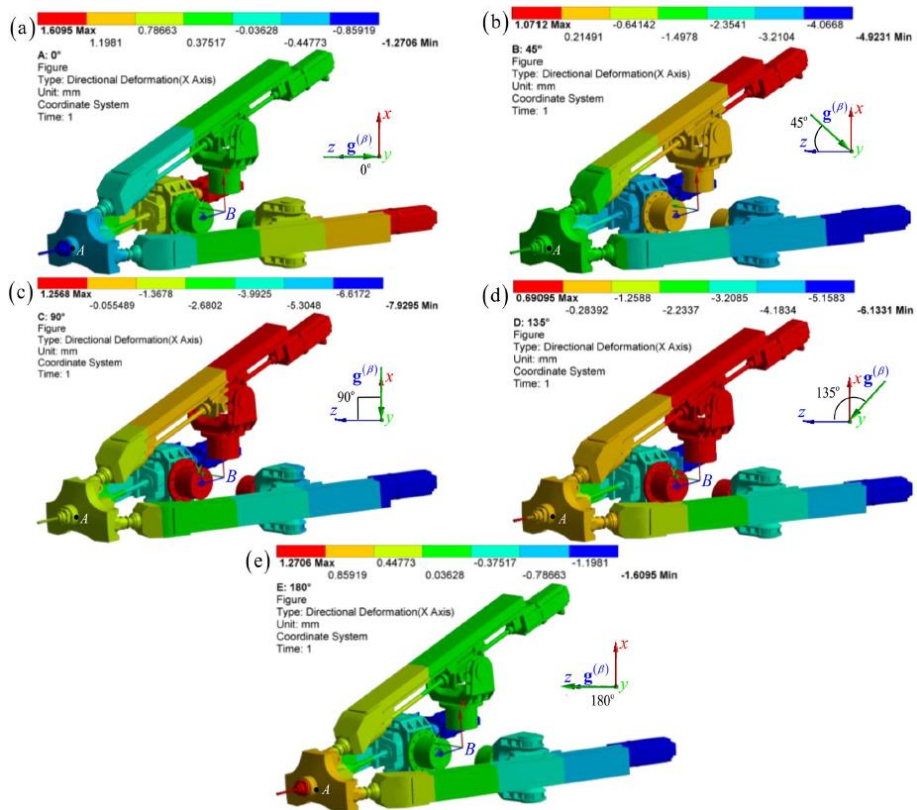 (a)
1.6095 Max 0.78663 -0.03628 -0.85919
1.1981 0.37517 -0.44773 -1.2706 Min
A: 0°
Figure
Type: Directional Deformation(X Axis)
Unit: mm
Coordinate System
Time: 1
x
z g(β) y
0°
B
A
(b)
1.0712 Max -0.64142 -2.3541 -4.0668
0.21491 -1.4978 -3.2104 -4.9231 Min
B: 45°
Figure
Type: Directional Deformation(X Axis)
Unit: mm
Coordinate System
Time: 1
g(β) x
45°
z y
B
A
(c)
1.2568 Max -1.3678 -3.9925 -6.6172
-0.055489 -2.6802 -5.3048 -7.9295 Min
C: 90°
Figure
Type: Directional Deformation(X Axis)
Unit: mm
Coordinate System
Time: 1
g(β) x
90°
z y
B
A
(d)
0.69095 Max -1.2588 -3.2085 -5.1583
-0.28392 -2.2337 -4.1834 -6.1331 Min
D: 135°
Figure
Type: Directional Deformation(X Axis)
Unit: mm
Coordinate System
Time: 1
x g(β)
135°
z y
B
A
(e)
1.2706 Max 0.44773 -0.37517 -1.1981
0.85919 0.03628 -0.78663 -1.6095 Min
E: 180°
Figure
Type: Directional Deformation(X Axis)
Unit: mm
Coordinate System
Time: 1
x
z g(β) y
180°
B
A